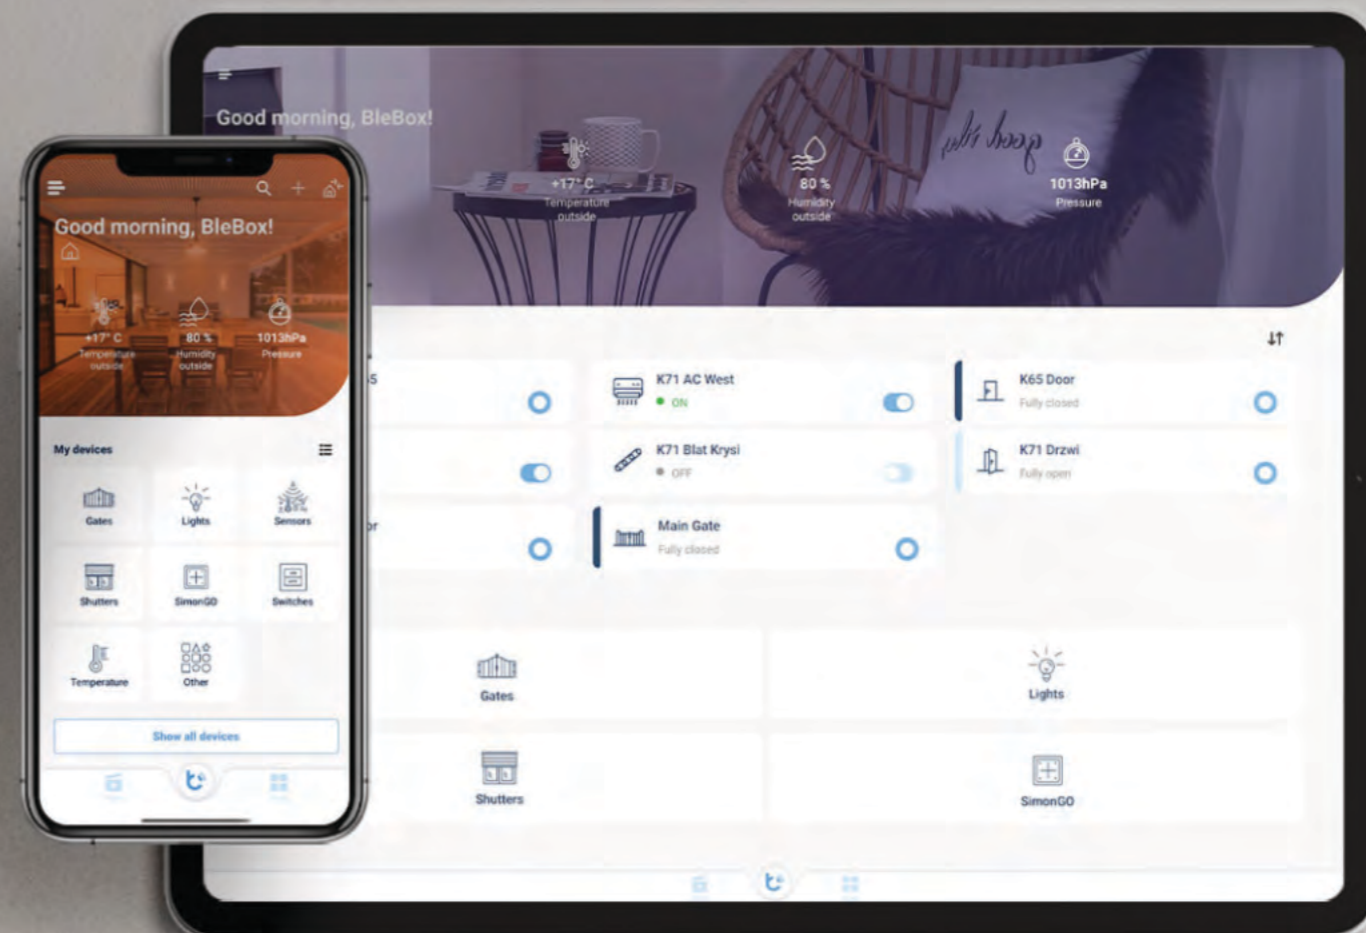 Good morning, BleBox!
+17° C
Temperature
outside
80 %
Humidity
outside
1013hPa
Pressure
My devices
Gates
Lights
Sensors
Shutters
SimonGO
Switches
Temperature
Other
Show all devices
Good morning, BleBox!
+17° C
Temperature
outside
80 %
Humidity
outside
1013hPa
Pressure
K71 AC West
ON
K65 Door
Fully closed
K71 Blat Krysi
OFF
K71 Drzwi
Fully open
Main Gate
Fully closed
Gates
Lights
Shutters
SimonGO